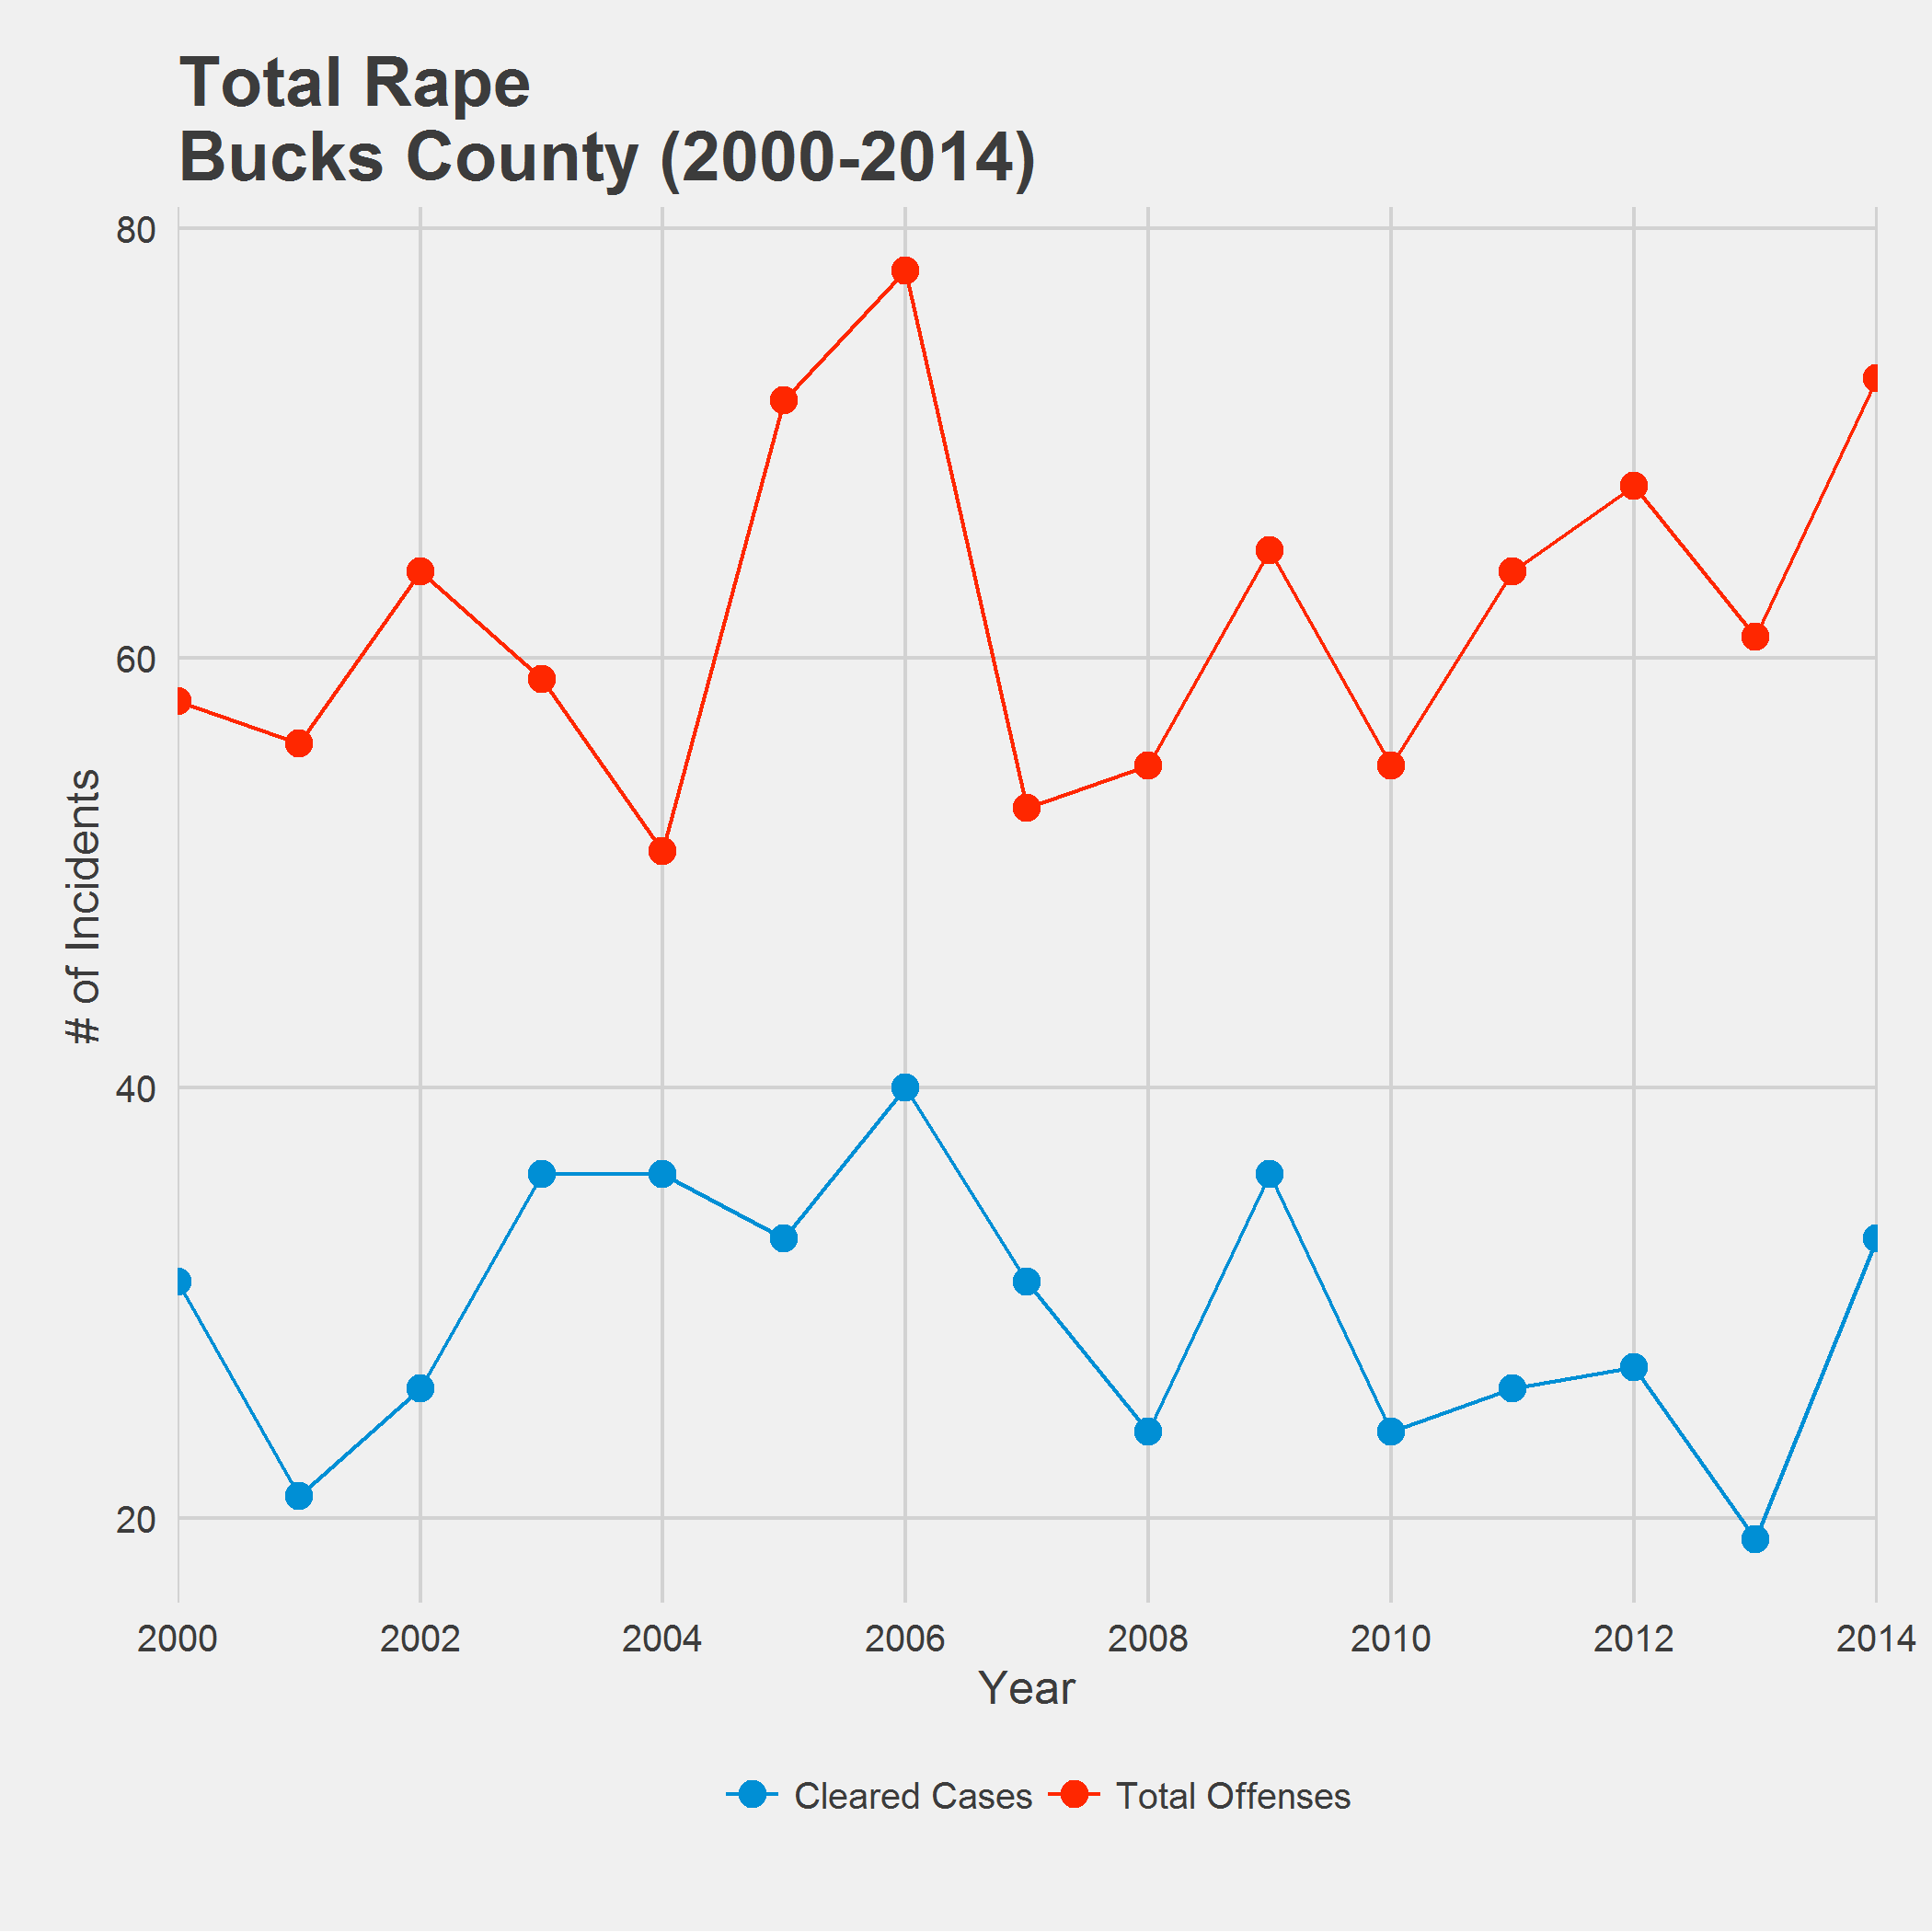 Total Rape
Bucks County (2000-2014)
80
60
40
20
# of Incidents
2000 2002 2004 2006 2008 2010 2012 2014
Year
Cleared Cases Total Offenses